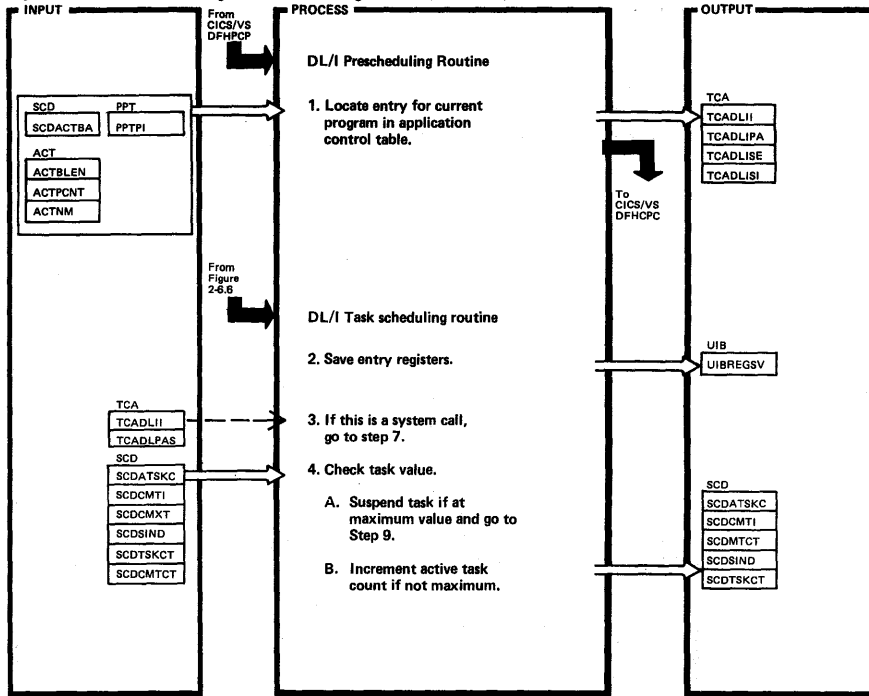 INPUT
From
CICS/VS
DFHPCP
PROCESS
OUTPUT
DL/I Prescheduling Routine
SCD
PPT
SCDACTBA
PPTPI
ACT
ACTBLEN
ACTPCNT
ACTNM
1. Locate entry for current
program in application
control table.
TCA
TCADLII
TCADLIPA
TCADLISE
TCADLISI
To
CICS/VS
DFHCPC
From
Figure
2-6.6
DL/I Task scheduling routine
2. Save entry registers.
UIB
UIBREGSV
TCA
TCADLII
TCADLPAS
3. If this is a system call,
go to step 7.
SCD
SCDATSKC
SCDCMTI
SCDCMXT
SCDSIND
SCDTSKCT
SCDCMTCT
4. Check task value.
A. Suspend task if at
maximum value and go to
Step 9.
B. Increment active task
count if not maximum.
SCD
SCDATSKC
SCDCMTI
SCDMTCT
SCDSIND
SCDTSKCT